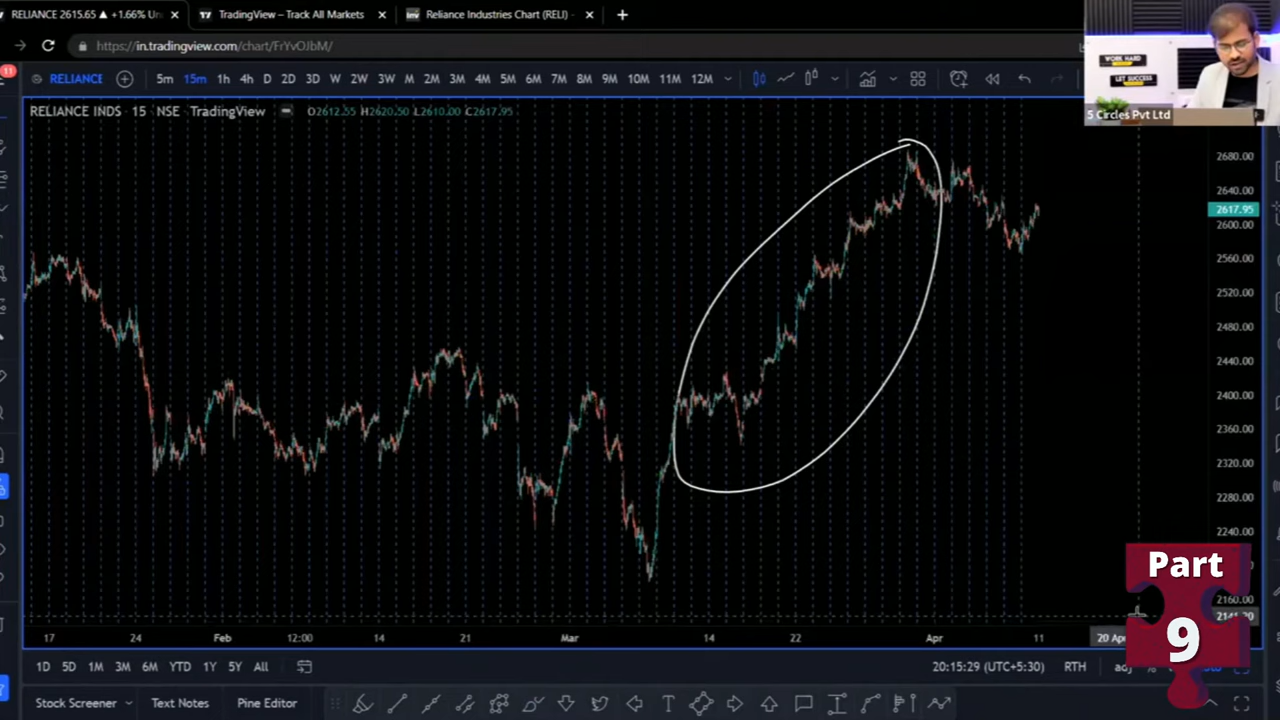 RELIANCE 2615.65 ▲ +1.66% Un
TradingView – Track All Markets
Reliance Industries Chart (RELI) -
https://in.tradingview.com/chart/FrYvOJbM/
WORK HARD
LET SUCCESS
5 Circles Pvt Ltd
11
RELIANCE
5m 15m 1h 4h D 2D 3D W 2W 3W M 2M 3M 4M 5M 6M 7M 8M 9M 10M 11M 12M
RELIANCE INDS · 15 · NSE · TradingView
O2612.55 H2620.50 L2610.00 C2617.95
2680.00
2640.00
2617.95
2600.00
2560.00
2520.00
2480.00
2440.00
2400.00
2360.00
2320.00
2280.00
2240.00
2160.00
Part
9
17 24 Feb 12:00 14 21 Mar 14 22 Apr 11 20 Ap
1D 5D 1M 3M 6M YTD 1Y 5Y All
20:15:29 (UTC+5:30) RTH
Stock Screener Text Notes Pine Editor